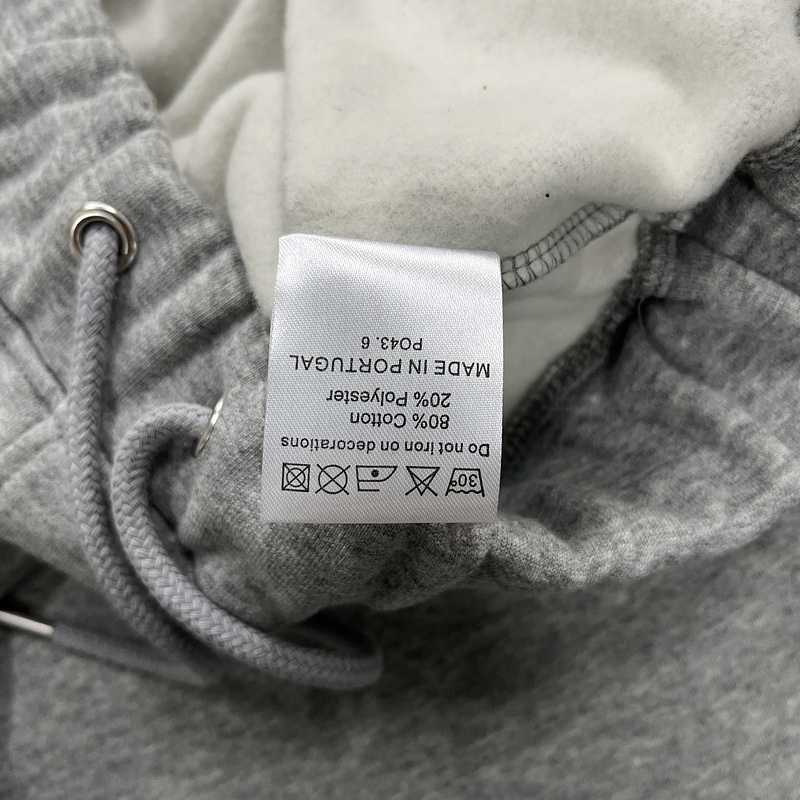 30°
Do not iron on decorations
80% Cotton
20% Polyester
MADE IN PORTUGAL
PO43.6